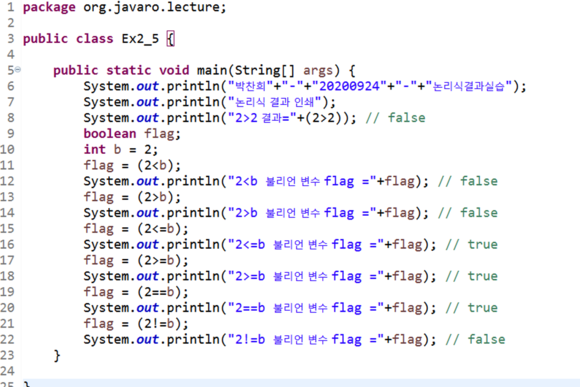 1 package org.javaro.lecture;
2
3 public class Ex2_5 {
4
5     public static void main(String[] args) {
6         System.out.println("박찬희"+"-"+"20200924"+"-"+"논리식결과실습");
7         System.out.println("논리식 결과 인쇄");
8         System.out.println("2>2 결과="+(2>2)); // false
9         boolean flag;
10         int b = 2;
11         flag = (2<b);
12         System.out.println("2<b 불리언 변수 flag ="+flag); // false
13         flag = (2>b);
14         System.out.println("2>b 불리언 변수 flag ="+flag); // false
15         flag = (2<=b);
16         System.out.println("2<=b 불리언 변수 flag ="+flag); // true
17         flag = (2>=b);
18         System.out.println("2>=b 불리언 변수 flag ="+flag); // true
19         flag = (2==b);
20         System.out.println("2==b 불리언 변수 flag ="+flag); // true
21         flag = (2!=b);
22         System.out.println("2!=b 불리언 변수 flag ="+flag); // false
23     }
24
25 }